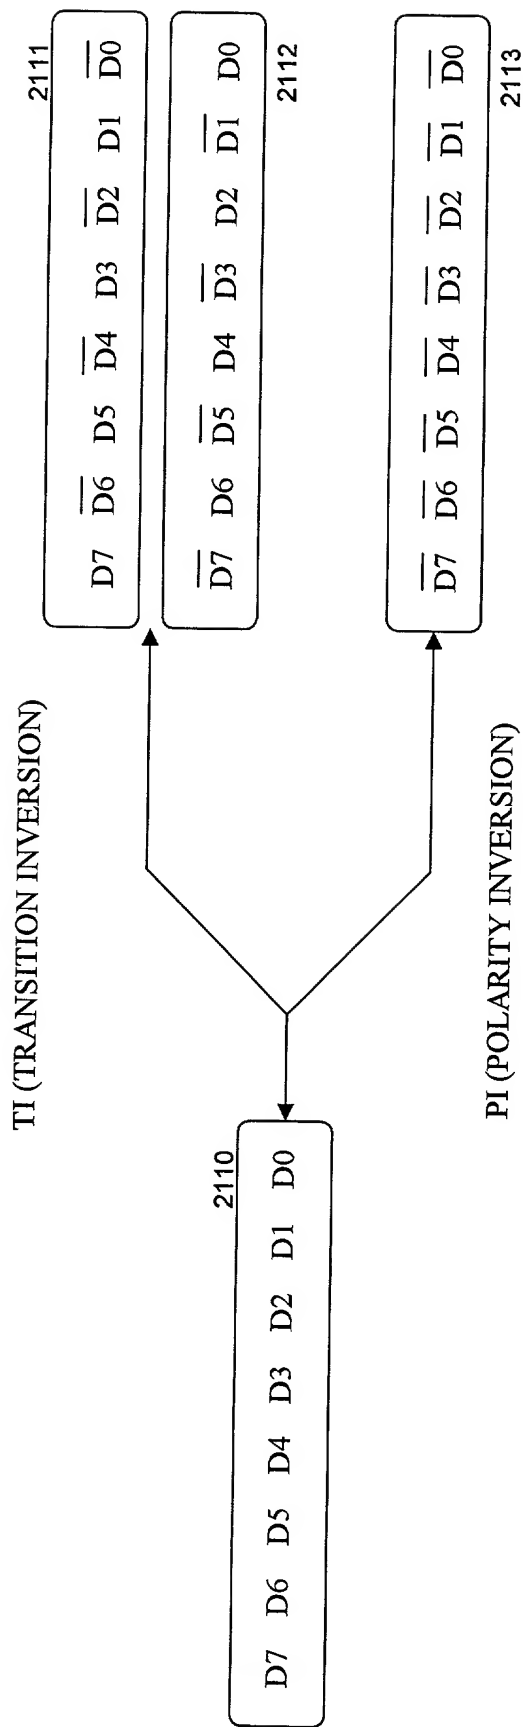 TI (TRANSITION INVERSION)
2111
D7 D̅6̅ D5 D̅4̅ D3 D̅2̅ D1 D̅0̅
D̅7̅ D6 D̅5̅ D4 D̅3̅ D2 D̅1̅ D0
2112
2110
D7 D6 D5 D4 D3 D2 D1 D0
D̅7̅ D̅6̅ D̅5̅ D̅4̅ D̅3̅ D̅2̅ D̅1̅ D̅0̅
2113
PI (POLARITY INVERSION)